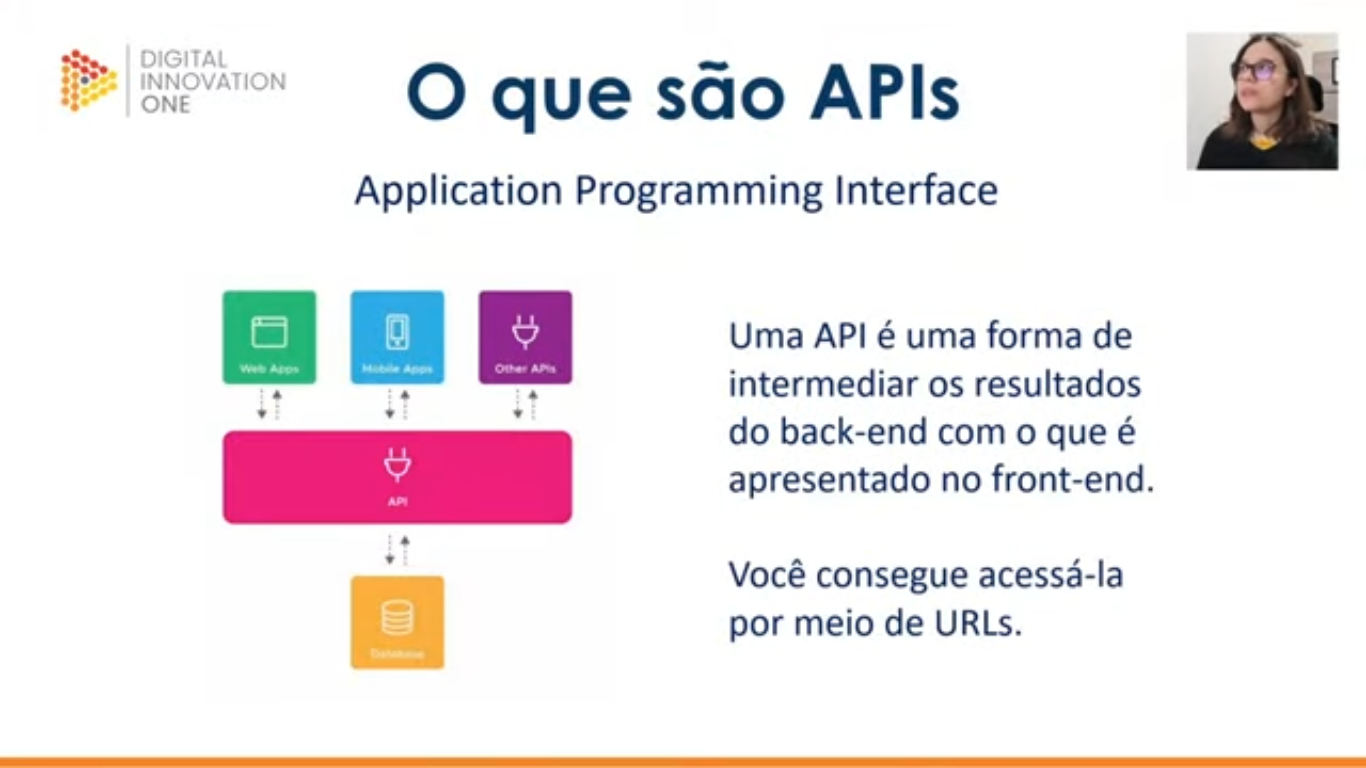 DIGITAL
INNOVATION
ONE
O que são APIs
Application Programming Interface
Web Apps
Mobile Apps
Other APIs
API
Database
Uma API é uma forma de
intermediar os resultados
do back-end com o que é
apresentado no front-end.
Você consegue acessá-la
por meio de URLs.